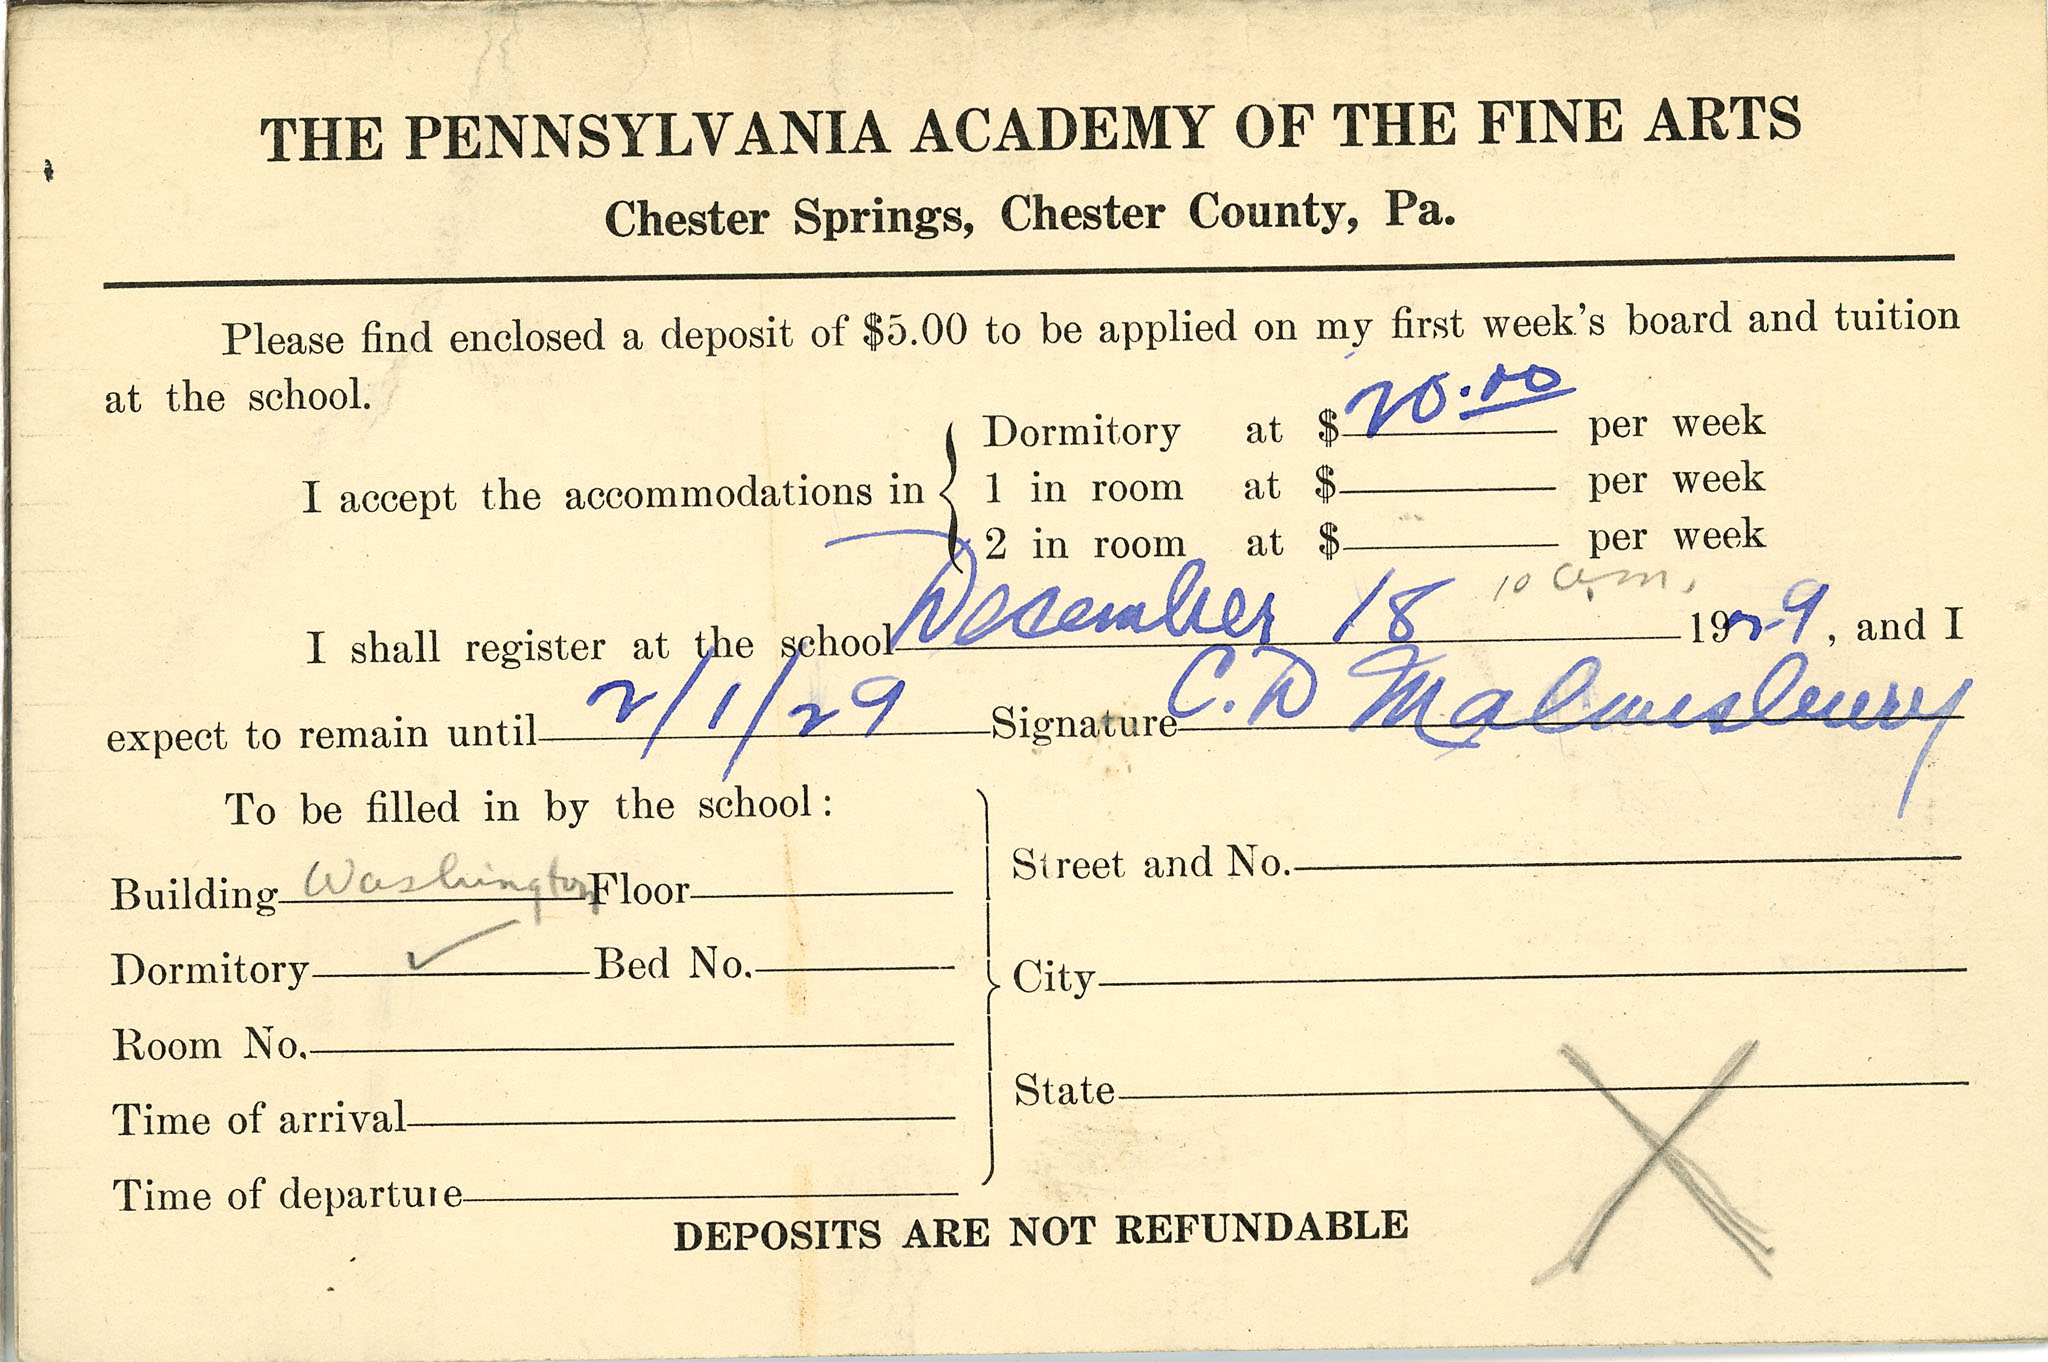 THE PENNSYLVANIA ACADEMY OF THE FINE ARTS
Chester Springs, Chester County, Pa.
Please find enclosed a deposit of $5.00 to be applied on my first week's board and tuition
at the school.
Dormitory at $ 20.00 per week
I accept the accommodations in { 1 in room at $ per week
2 in room at $ per week
10 a.m.
I shall register at the school December 18 1929, and I
expect to remain until 2/1/29 Signature C. D Malmesbury
To be filled in by the school:
Building Washington Floor
Street and No.
Dormitory ✓ Bed No.
City
Room No.
State
Time of arrival
Time of departure
DEPOSITS ARE NOT REFUNDABLE